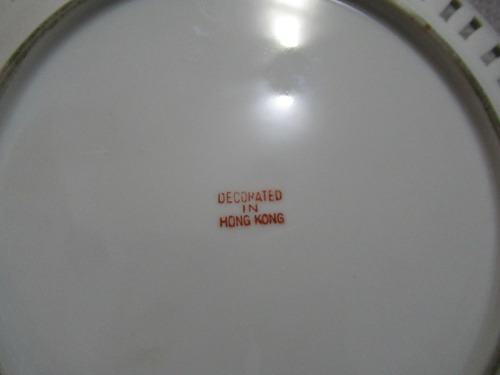 DECORATED
IN
HONG KONG